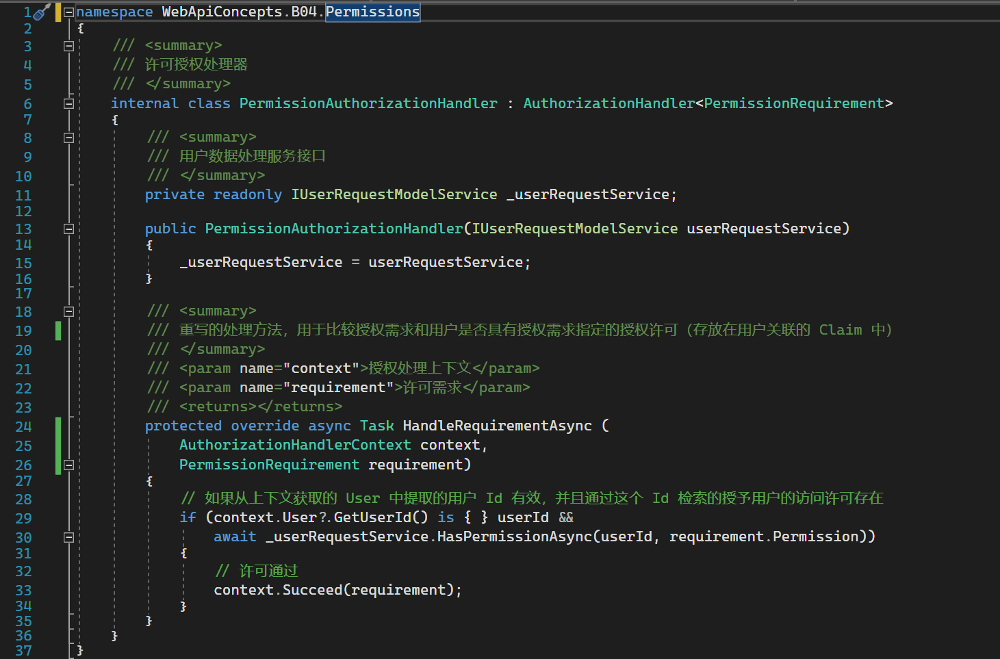 1 namespace WebApiConcepts.B04.Permissions
2 {
3 /// <summary>
4 /// 许可授权处理器
5 /// </summary>
6 internal class PermissionAuthorizationHandler : AuthorizationHandler<PermissionRequirement>
7 {
8 /// <summary>
9 /// 用户数据处理服务接口
10 /// </summary>
11 private readonly IUserRequestModelService _userRequestService;
12
13 public PermissionAuthorizationHandler(IUserRequestModelService userRequestService)
14 {
15 _userRequestService = userRequestService;
16 }
17
18 /// <summary>
19 /// 重写的处理方法，用于比较授权需求和用户是否具有授权需求指定的授权许可（存放在用户关联的 Claim 中）
20 /// </summary>
21 /// <param name="context">授权处理上下文</param>
22 /// <param name="requirement">许可需求</param>
23 /// <returns></returns>
24 protected override async Task HandleRequirementAsync (
25 AuthorizationHandlerContext context,
26 PermissionRequirement requirement)
27 {
28 // 如果从上下文获取的 User 中提取的用户 Id 有效，并且通过这个 Id 检索的授予用户的访问许可存在
29 if (context.User?.GetUserId() is { } userId &&
30 await _userRequestService.HasPermissionAsync(userId, requirement.Permission))
31 {
32 // 许可通过
33 context.Succeed(requirement);
34 }
35 }
36 }
37 }